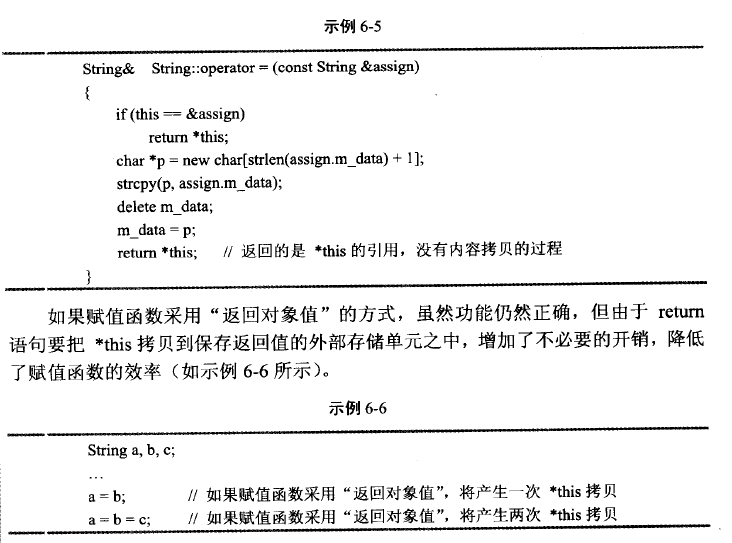 示例 6-5
String& String::operator = (const String &assign)
{
if (this == &assign)
return *this;
char *p = new char[strlen(assign.m_data) + 1];
strcpy(p, assign.m_data);
delete m_data;
m_data = p;
return *this; // 返回的是 *this 的引用，没有内容拷贝的过程
}
如果赋值函数采用“返回对象值”的方式，虽然功能仍然正确，但由于 return
语句要把 *this 拷贝到保存返回值的外部存储单元之中，增加了不必要的开销，降低
了赋值函数的效率（如示例 6-6 所示）。
示例 6-6
String a, b, c;
…
a = b; // 如果赋值函数采用“返回对象值”，将产生一次 *this 拷贝
a = b = c; // 如果赋值函数采用“返回对象值”，将产生两次 *this 拷贝